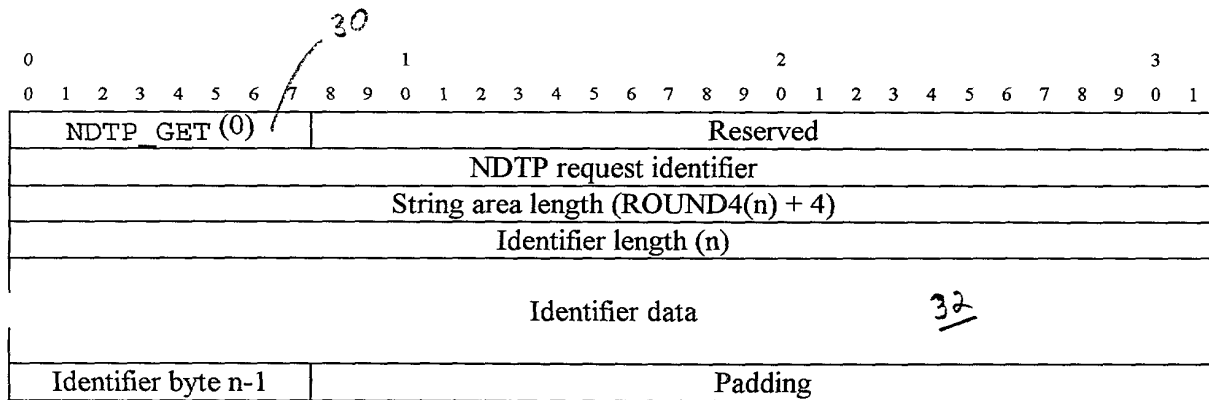 30
0 1 2 3
0 1 2 3 4 5 6 7 8 9 0 1 2 3 4 5 6 7 8 9 0 1 2 3 4 5 6 7 8 9 0 1
NDTP_GET (0) Reserved
NDTP request identifier
String area length (ROUND4(n) + 4)
Identifier length (n)
Identifier data 32
Identifier byte n-1 Padding